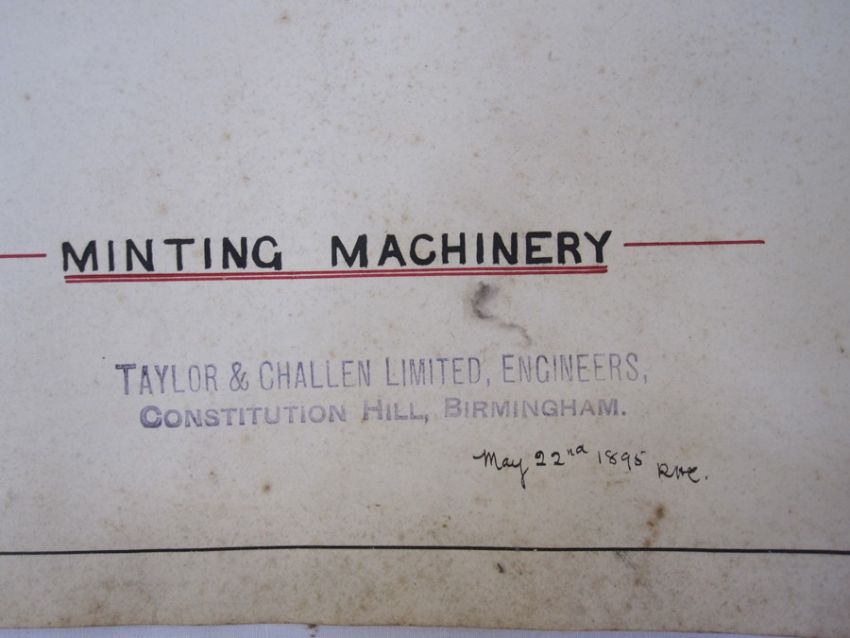 MINTING MACHINERY
TAYLOR & CHALLEN LIMITED, ENGINEERS,
CONSTITUTION HILL, BIRMINGHAM.
May 22nd 1895